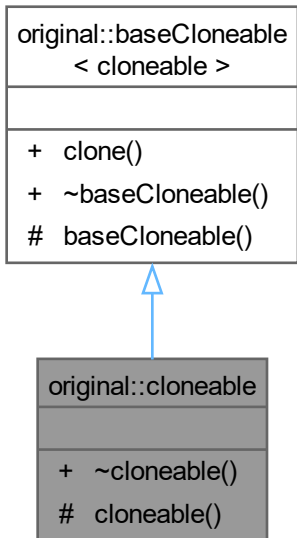 original::baseCloneable
< cloneable >
+ clone()
+ ~baseCloneable()
# baseCloneable()
original::cloneable
+ ~cloneable()
# cloneable()